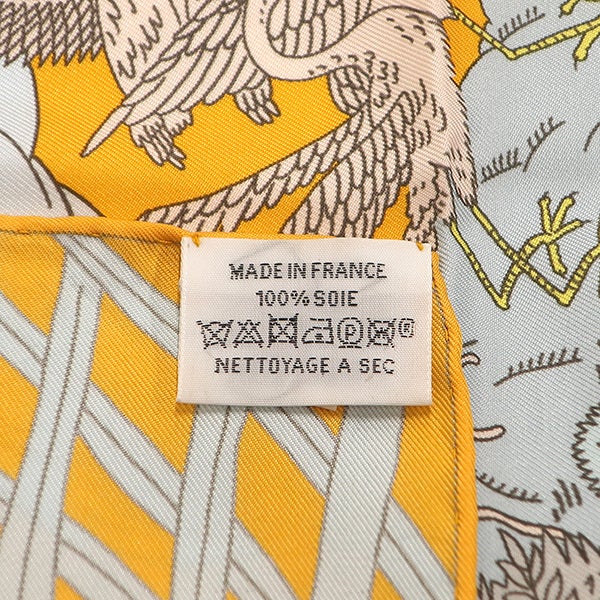 MADE IN FRANCE
100% SOIE
P ®
NETTOYAGE A SEC